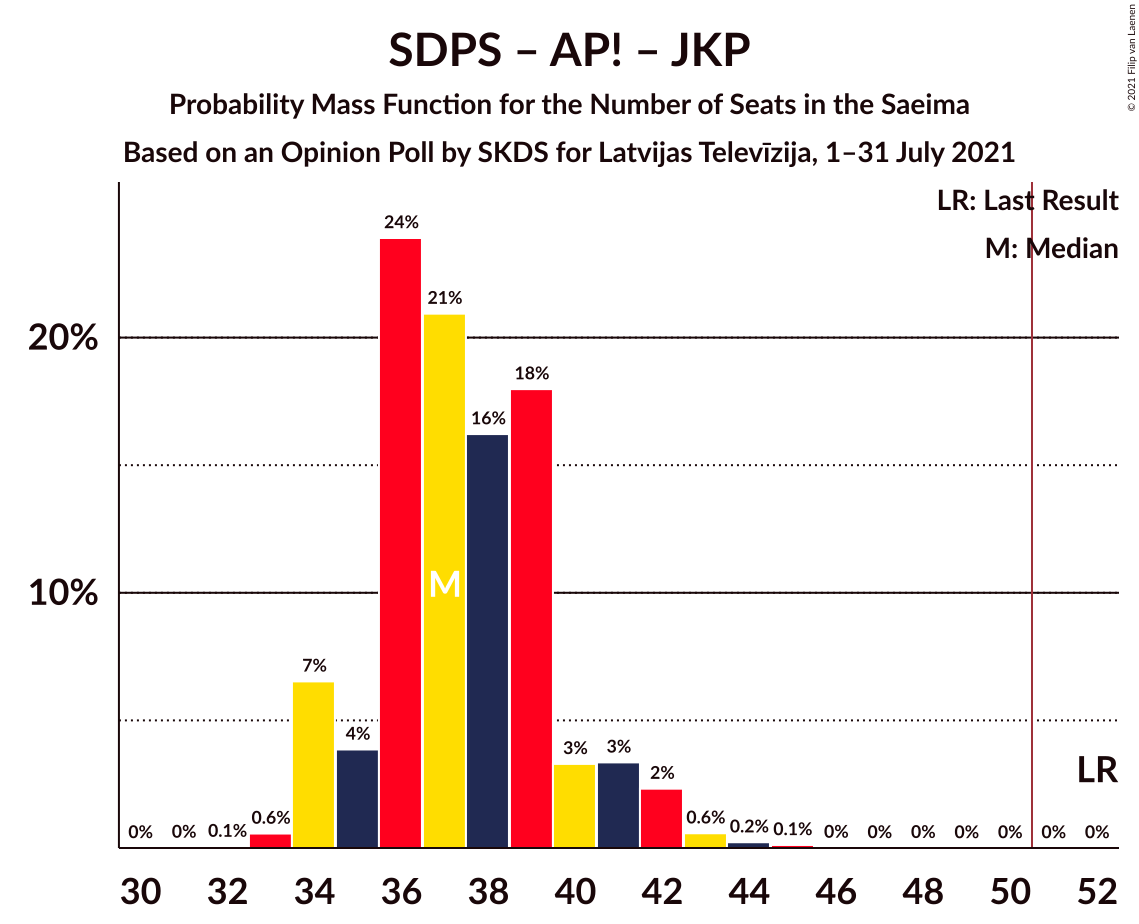 SDPS – AP! – JKP
Probability Mass Function for the Number of Seats in the Saeima
Based on an Opinion Poll by SKDS for Latvijas Televīzija, 1–31 July 2021
© 2021 Filip van Laenen
LR: Last Result
M: Median
20%
10%
0% 0% 0.1% 0.6% 7% 4% 24% 21% 16% 18% 3% 3% 2% 0.6% 0.2% 0.1% 0% 0% 0% 0% 0% 0% 0%
M
LR
30 32 34 36 38 40 42 44 46 48 50 52